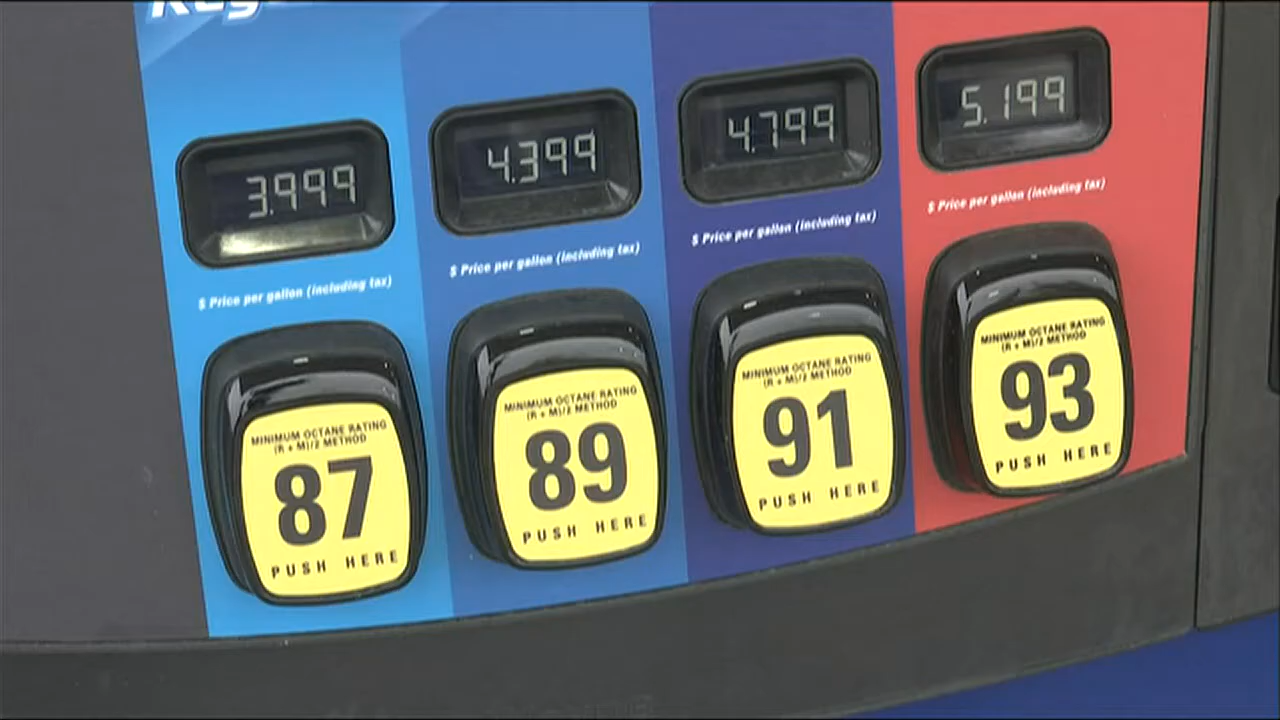 3.999
4.399
4.799
5.199
$ Price per gallon (including tax)
$ Price per gallon (including tax)
$ Price per gallon (including tax)
$ Price per gallon (including tax)
MINIMUM OCTANE RATING
(R + M)/2 METHOD
87
PUSH HERE
MINIMUM OCTANE RATING
(R + M)/2 METHOD
89
PUSH HERE
MINIMUM OCTANE RATING
(R + M)/2 METHOD
91
PUSH HERE
MINIMUM OCTANE RATING
(R + M)/2 METHOD
93
PUSH HERE